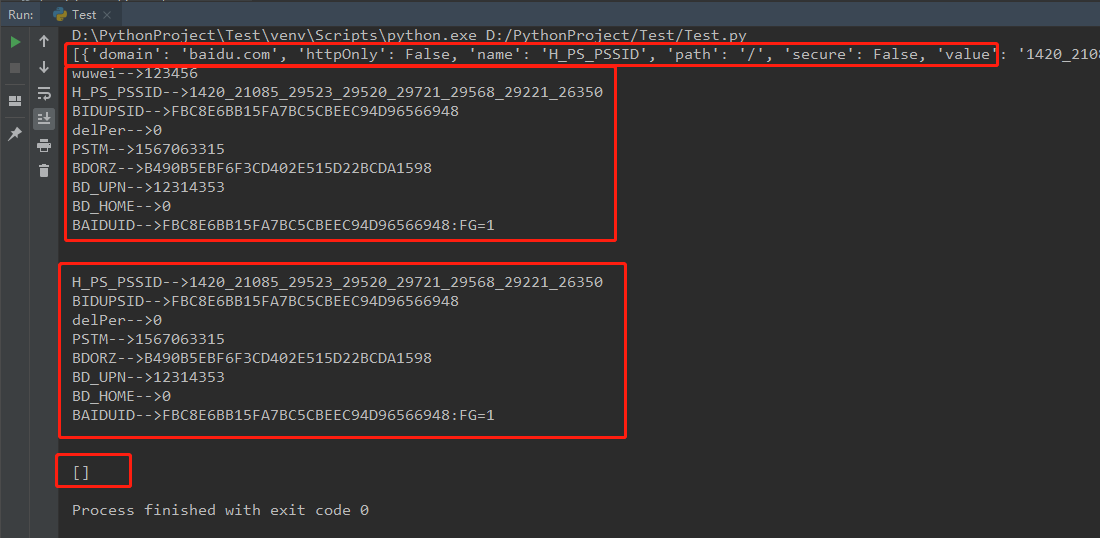 Run:
Test
D:\PythonProject\Test\venv\Scripts\python.exe D:/PythonProject/Test/Test.py
[{'domain': 'baidu.com', 'httpOnly': False, 'name': 'H_PS_PSSID', 'path': '/', 'secure': False, 'value': '1420_2108
wuwei-->123456
H_PS_PSSID-->1420_21085_29523_29520_29721_29568_29221_26350
BIDUPSID-->FBC8E6BB15FA7BC5CBEEC94D96566948
delPer-->0
PSTM-->1567063315
BDORZ-->B490B5EBF6F3CD402E515D22BCDA1598
BD_UPN-->12314353
BD_HOME-->0
BAIDUID-->FBC8E6BB15FA7BC5CBEEC94D96566948:FG=1
H_PS_PSSID-->1420_21085_29523_29520_29721_29568_29221_26350
BIDUPSID-->FBC8E6BB15FA7BC5CBEEC94D96566948
delPer-->0
PSTM-->1567063315
BDORZ-->B490B5EBF6F3CD402E515D22BCDA1598
BD_UPN-->12314353
BD_HOME-->0
BAIDUID-->FBC8E6BB15FA7BC5CBEEC94D96566948:FG=1
[]
Process finished with exit code 0